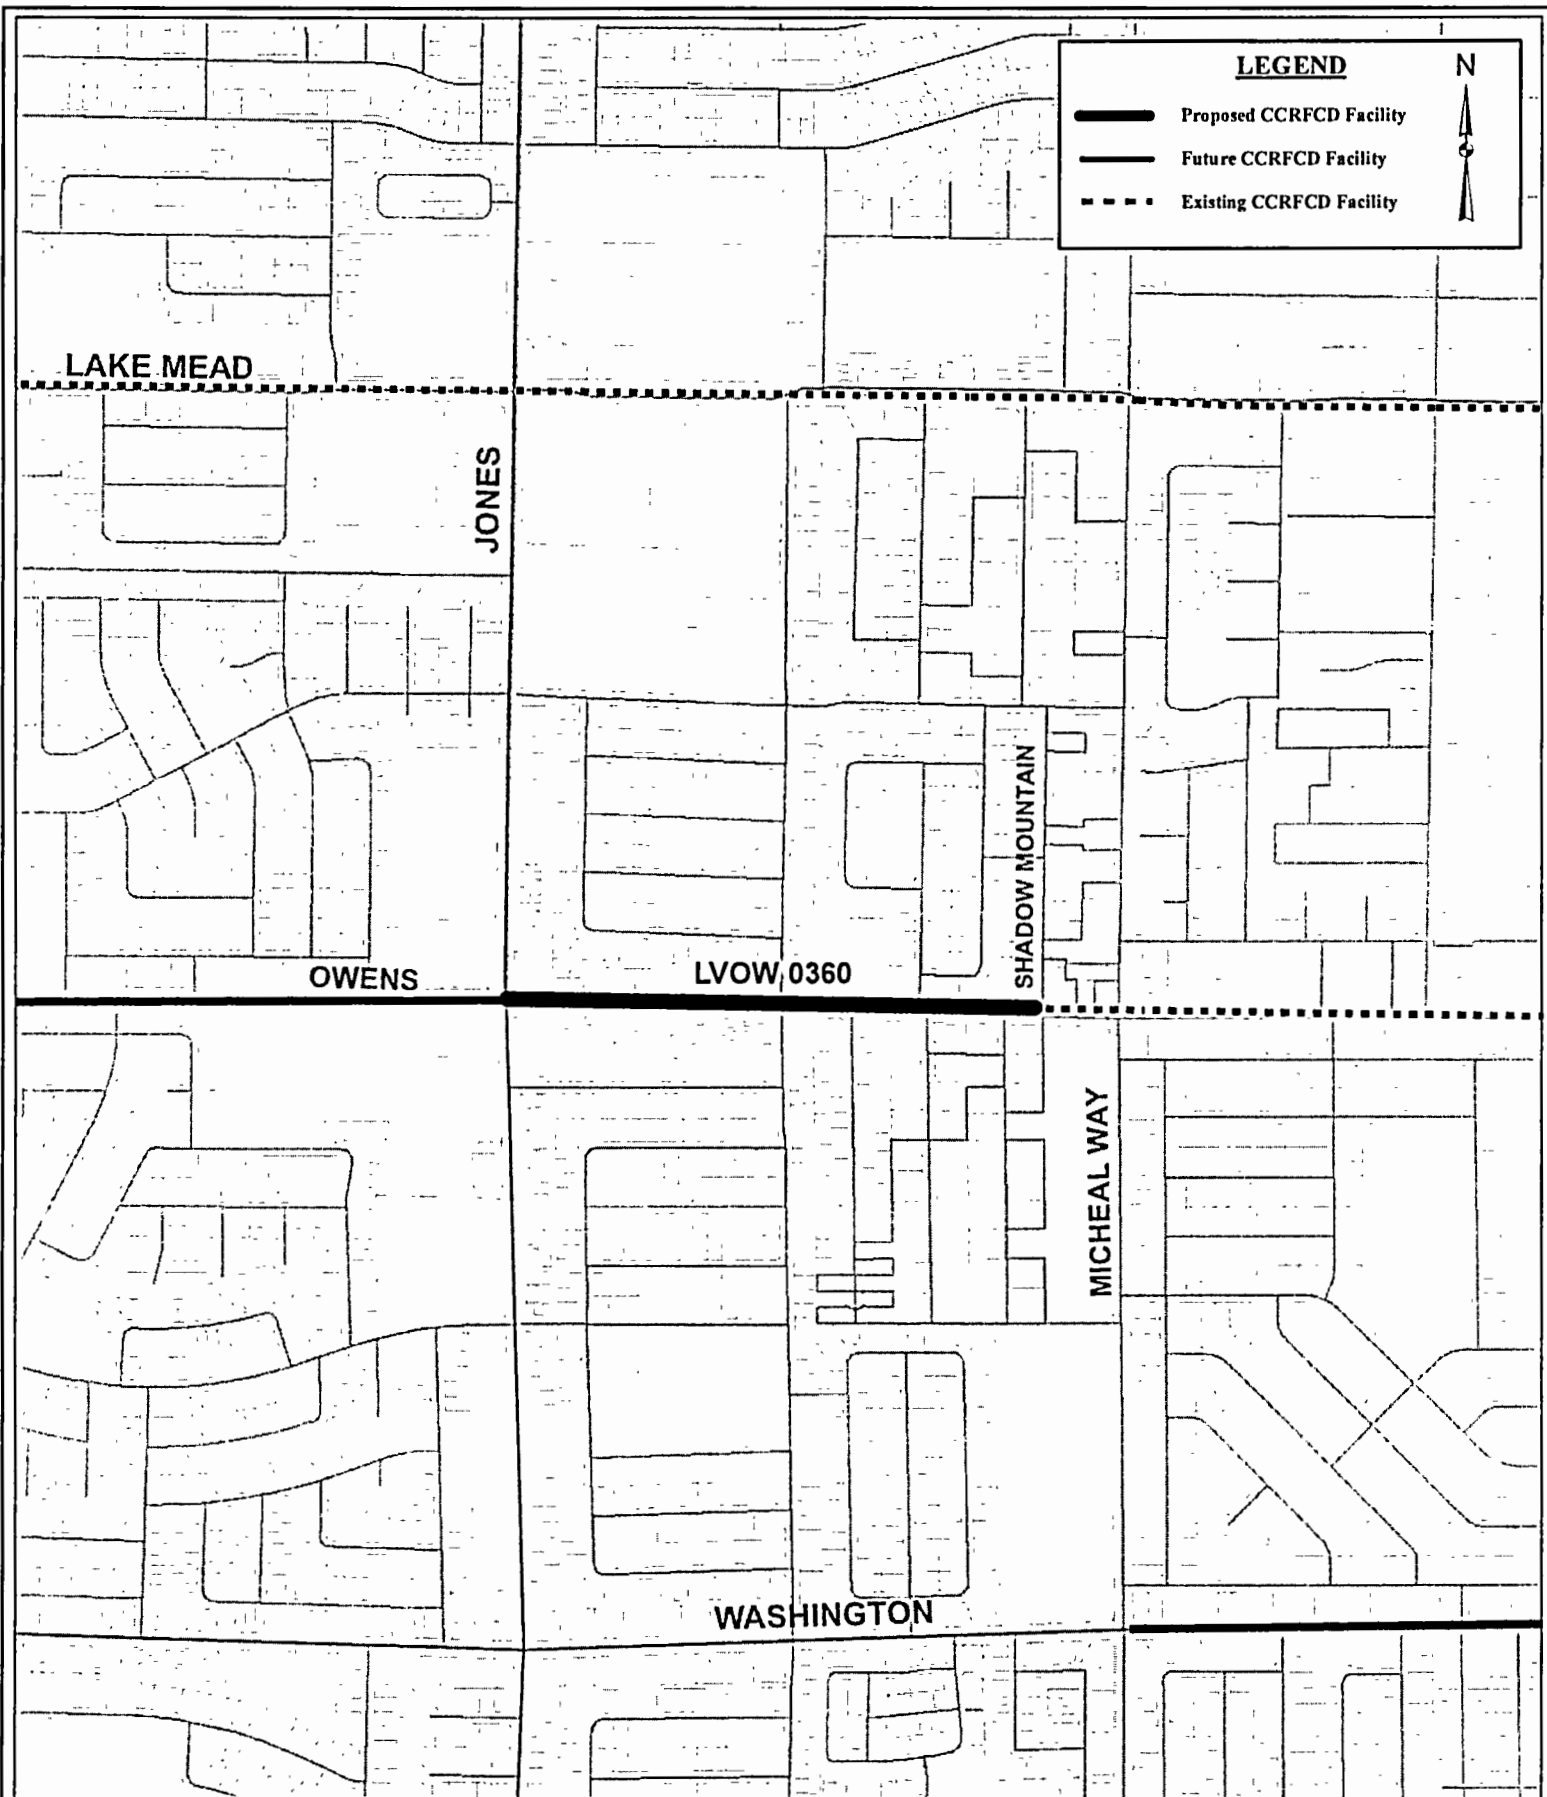 LEGEND
N
Proposed CCRFCD Facility
Future CCRFCD Facility
Existing CCRFCD Facility
LAKE MEAD
JONES
SHADOW MOUNTAIN
OWENS
LVOW 0360
MICHEAL WAY
WASHINGTON